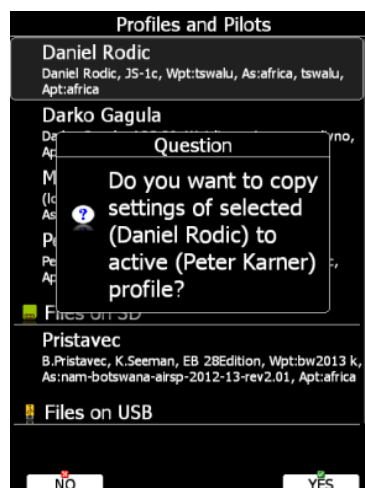 Profiles and Pilots
Daniel Rodic
Daniel Rodic, JS-1c, Wpt:tswalu, As:africa, tswalu,
Apt:africa
Darko Gagula
Question
Do you want to copy
settings of selected
(Daniel Rodic) to
active (Peter Karner)
profile?
Files on SD
Pristavec
B.Pristavec, K.Seeman, EB 28Edition, Wpt:bw2013 k,
As:nam-botswana-airsp-2012-13-rev2.01, Apt:africa
Files on USB
NO
YES